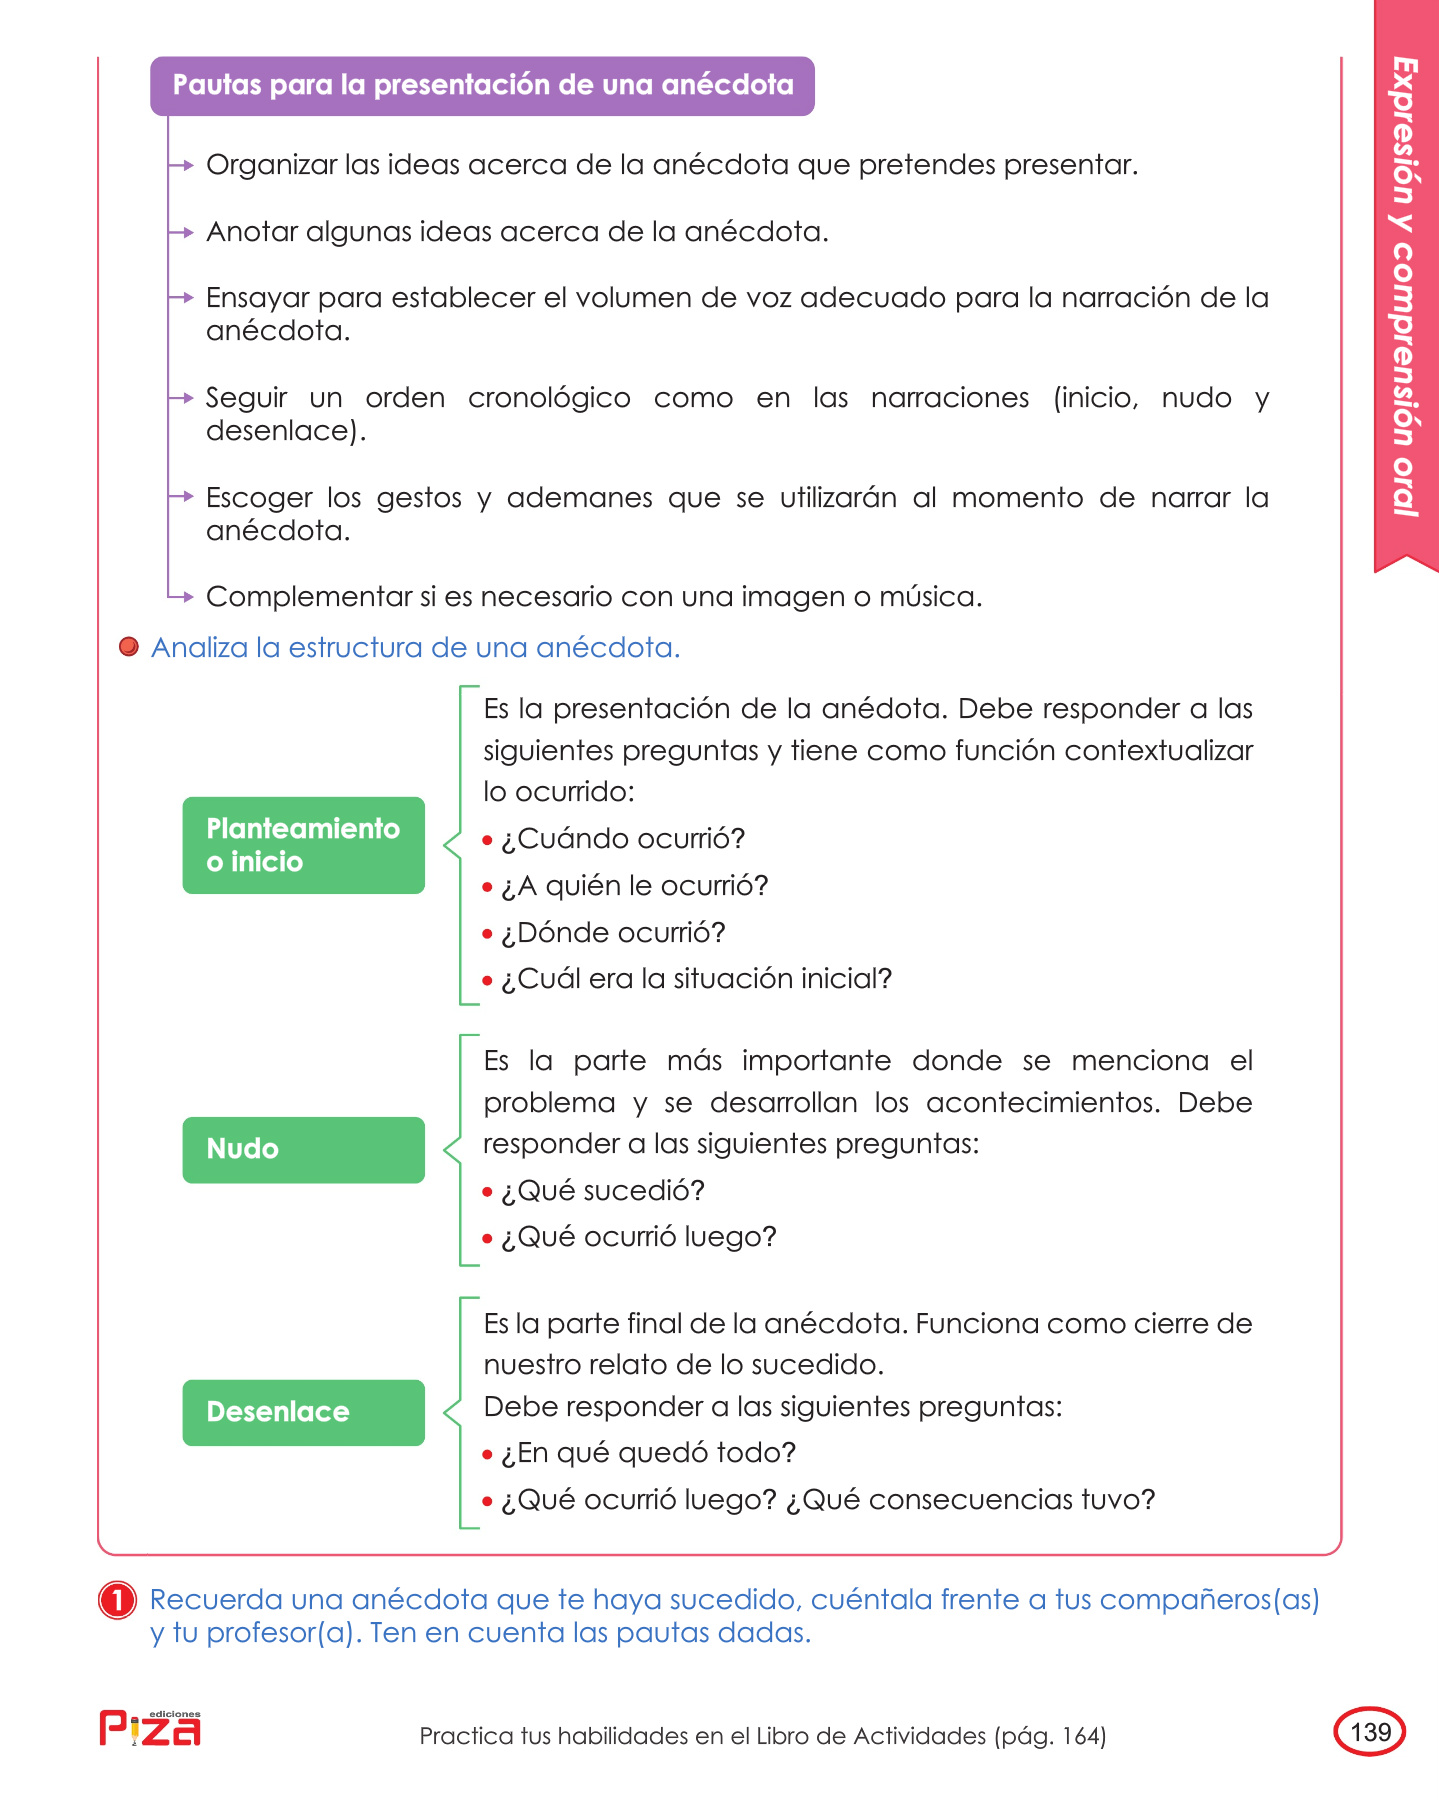 Expresión y comprensión oral
Pautas para la presentación de una anécdota
Organizar las ideas acerca de la anécdota que pretendes presentar.
Anotar algunas ideas acerca de la anécdota.
Ensayar para establecer el volumen de voz adecuado para la narración de la
anécdota.
Seguir un orden cronológico como en las narraciones (inicio, nudo y
desenlace).
Escoger los gestos y ademanes que se utilizarán al momento de narrar la
anécdota.
Complementar si es necesario con una imagen o música.
Analiza la estructura de una anécdota.
Planteamiento
o inicio
Es la presentación de la anédota. Debe responder a las
siguientes preguntas y tiene como función contextualizar
lo ocurrido:
• ¿Cuándo ocurrió?
• ¿A quién le ocurrió?
• ¿Dónde ocurrió?
• ¿Cuál era la situación inicial?
Nudo
Es la parte más importante donde se menciona el
problema y se desarrollan los acontecimientos. Debe
responder a las siguientes preguntas:
• ¿Qué sucedió?
• ¿Qué ocurrió luego?
Desenlace
Es la parte final de la anécdota. Funciona como cierre de
nuestro relato de lo sucedido.
Debe responder a las siguientes preguntas:
• ¿En qué quedó todo?
• ¿Qué ocurrió luego? ¿Qué consecuencias tuvo?
1 Recuerda una anécdota que te haya sucedido, cuéntala frente a tus compañeros(as)
y tu profesor(a). Ten en cuenta las pautas dadas.
ediciones
Piza
Practica tus habilidades en el Libro de Actividades (pág. 164)
139